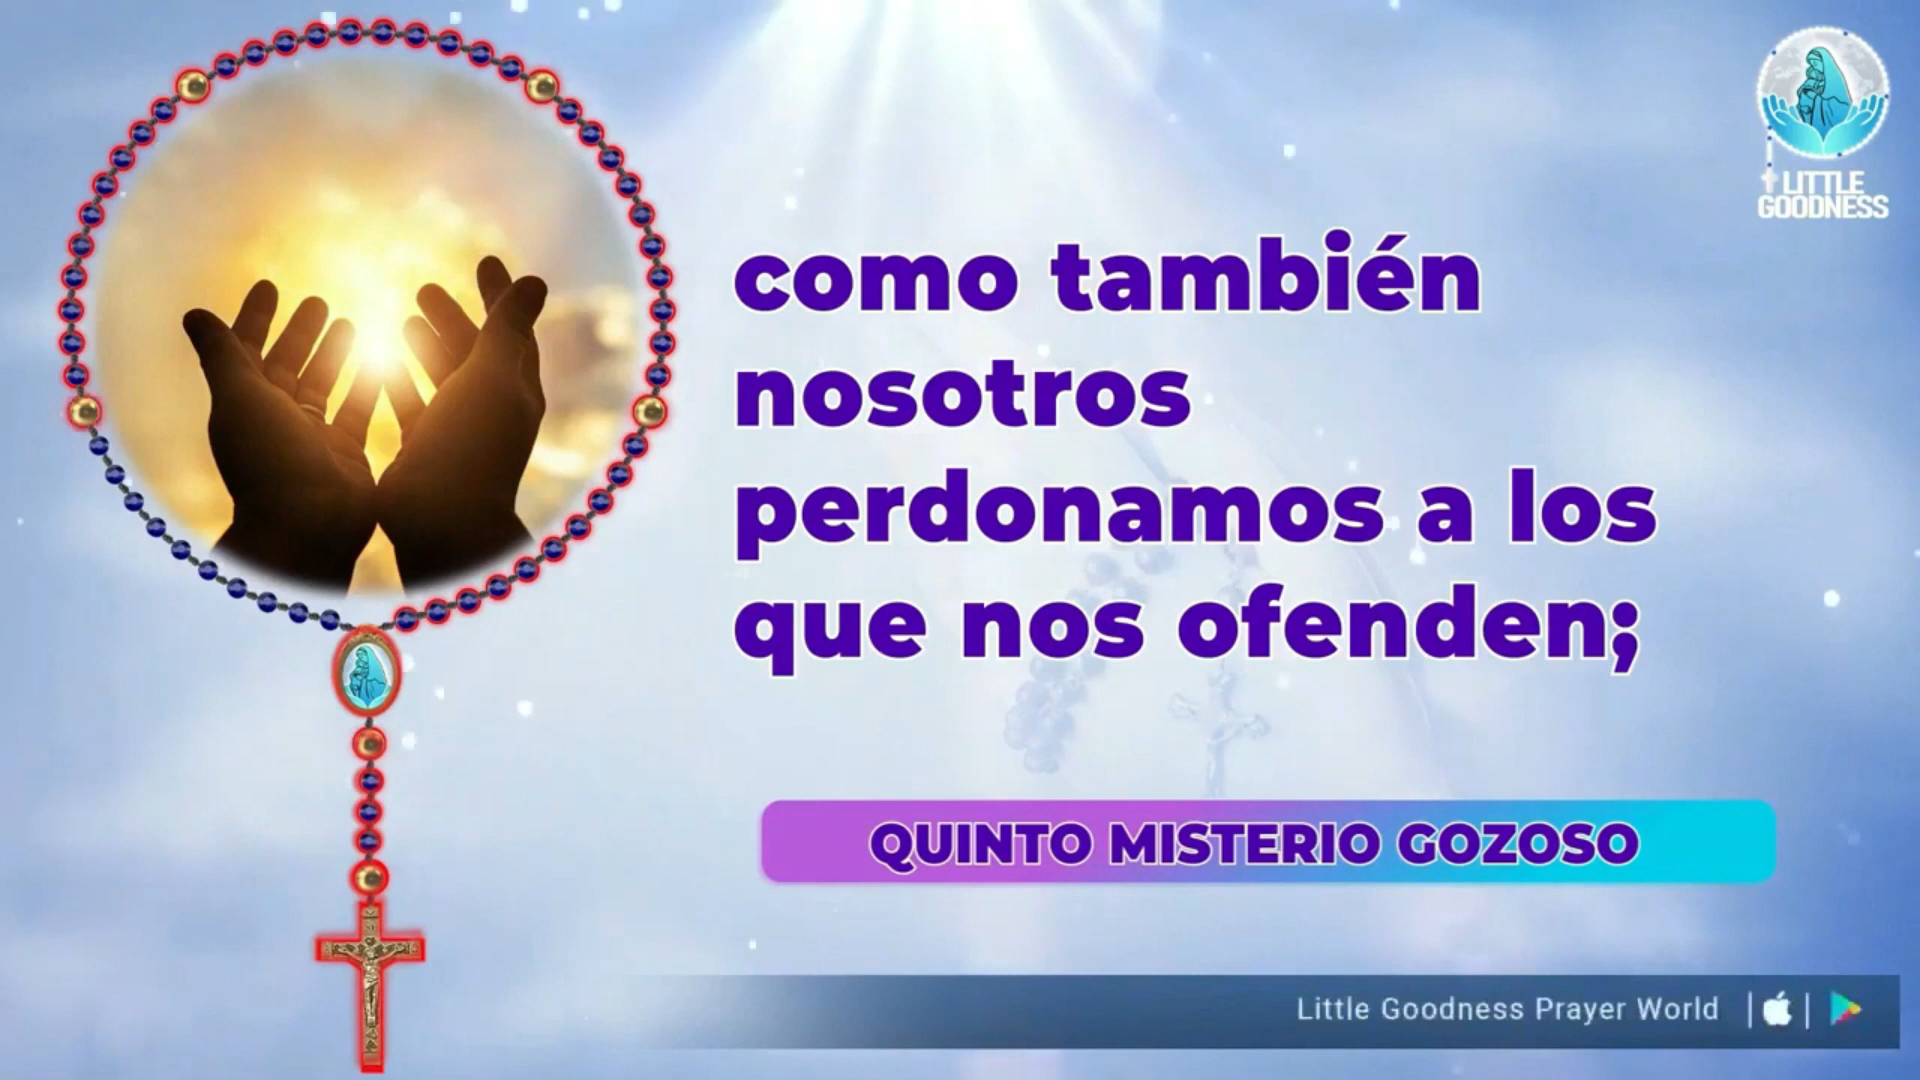 LITTLE
GOODNESS
como también
nosotros
perdonamos a los
que nos ofenden;
QUINTO MISTERIO GOZOSO
Little Goodness Prayer World